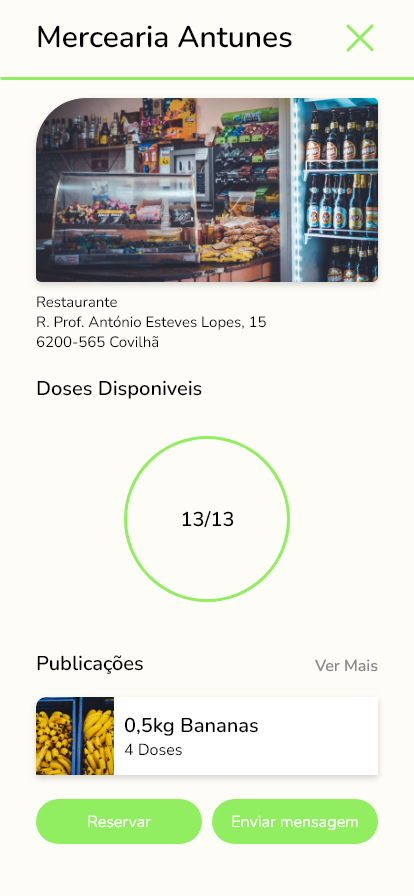 Mercearia Antunes
Restaurante
R. Prof. António Esteves Lopes, 15
6200-565 Covilhã
Doses Disponiveis
13/13
Publicações
Ver Mais
0,5kg Bananas
4 Doses
Reservar
Enviar mensagem